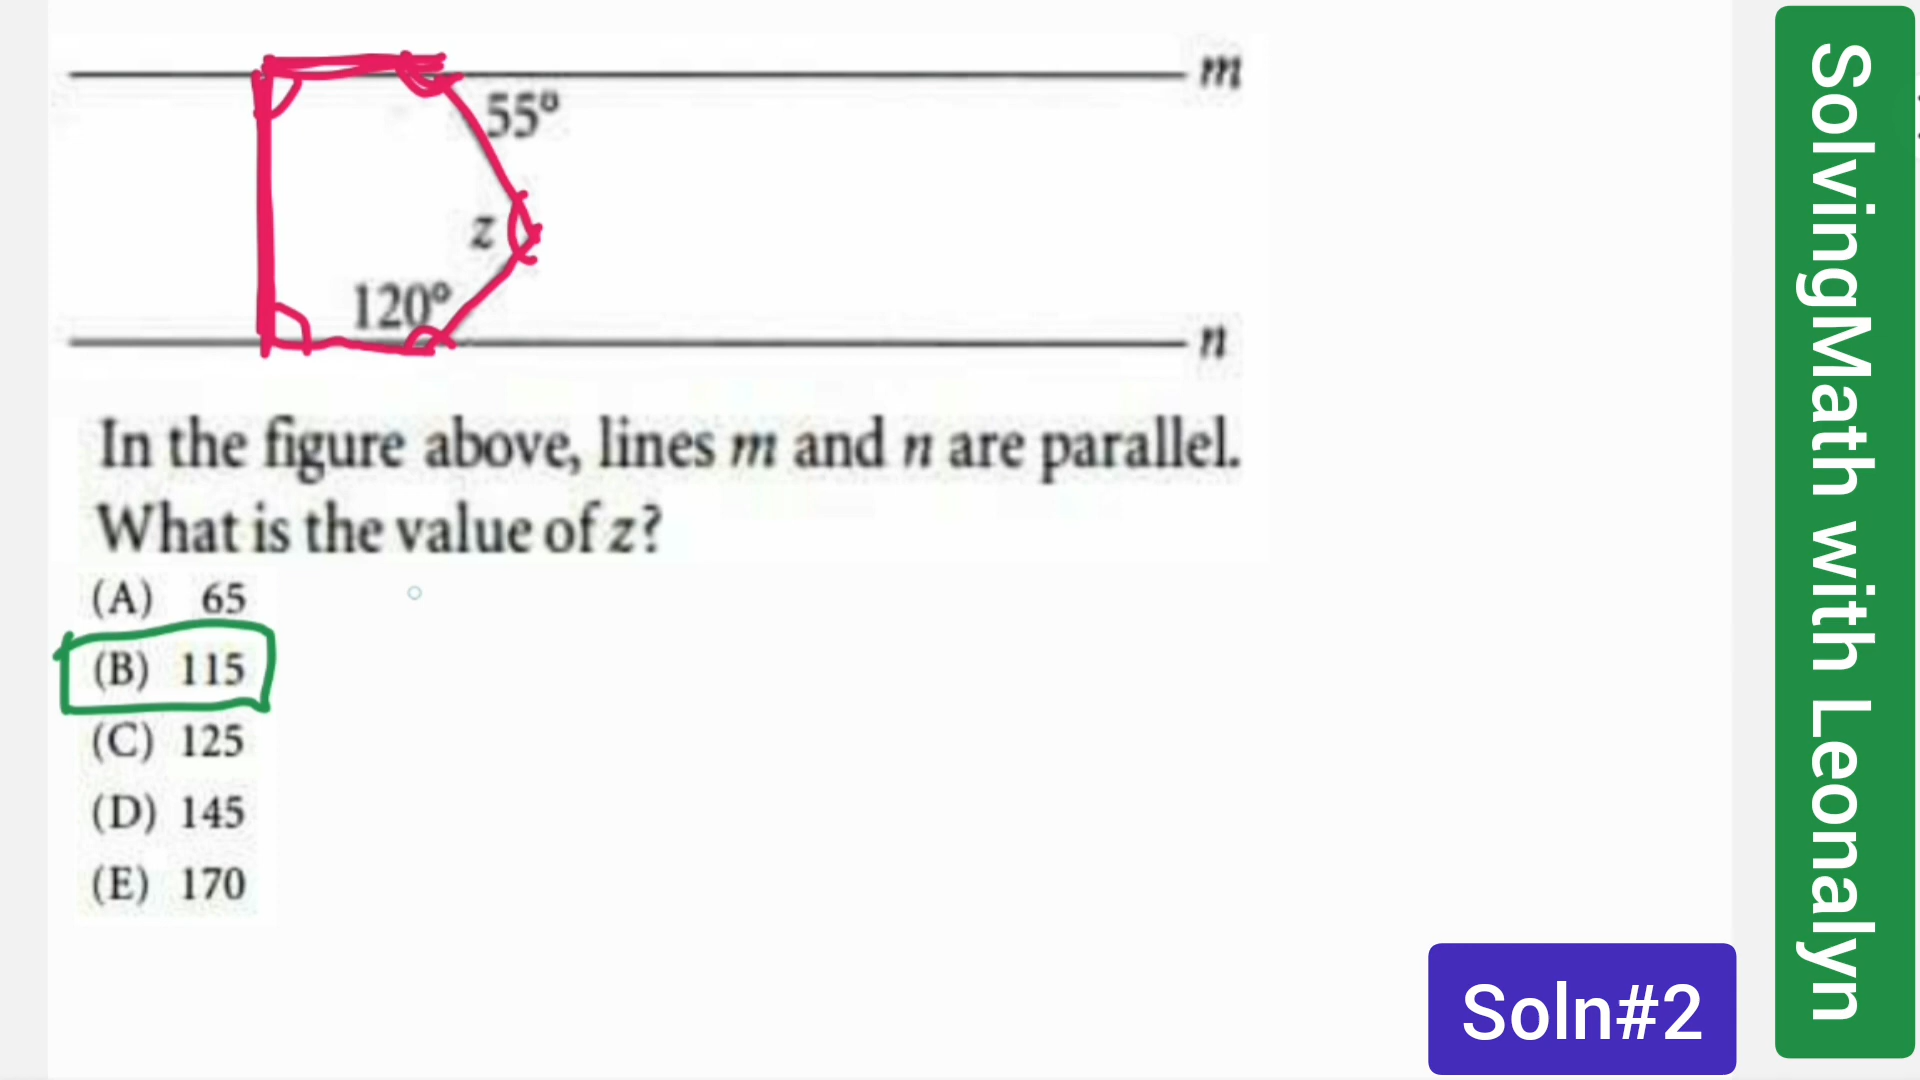 m
55°
z
120°
n
In the figure above, lines m and n are parallel.
What is the value of z?
(A) 65
(B) 115
(C) 125
(D) 145
(E) 170
Soln#2
SolvingMath with Leonalyn